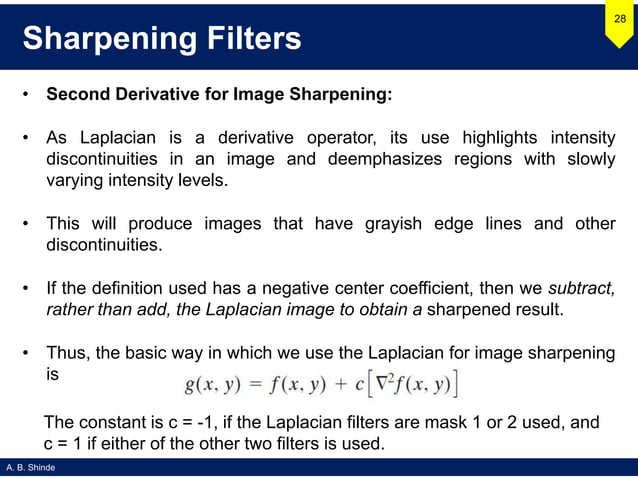 28
Sharpening Filters
• Second Derivative for Image Sharpening:
• As Laplacian is a derivative operator, its use highlights intensity
discontinuities in an image and deemphasizes regions with slowly
varying intensity levels.
• This will produce images that have grayish edge lines and other
discontinuities.
• If the definition used has a negative center coefficient, then we subtract,
rather than add, the Laplacian image to obtain a sharpened result.
• Thus, the basic way in which we use the Laplacian for image sharpening
is g(x, y) = f(x, y) + c[∇²f(x, y)]
The constant is c = -1, if the Laplacian filters are mask 1 or 2 used, and
c = 1 if either of the other two filters is used.
A. B. Shinde